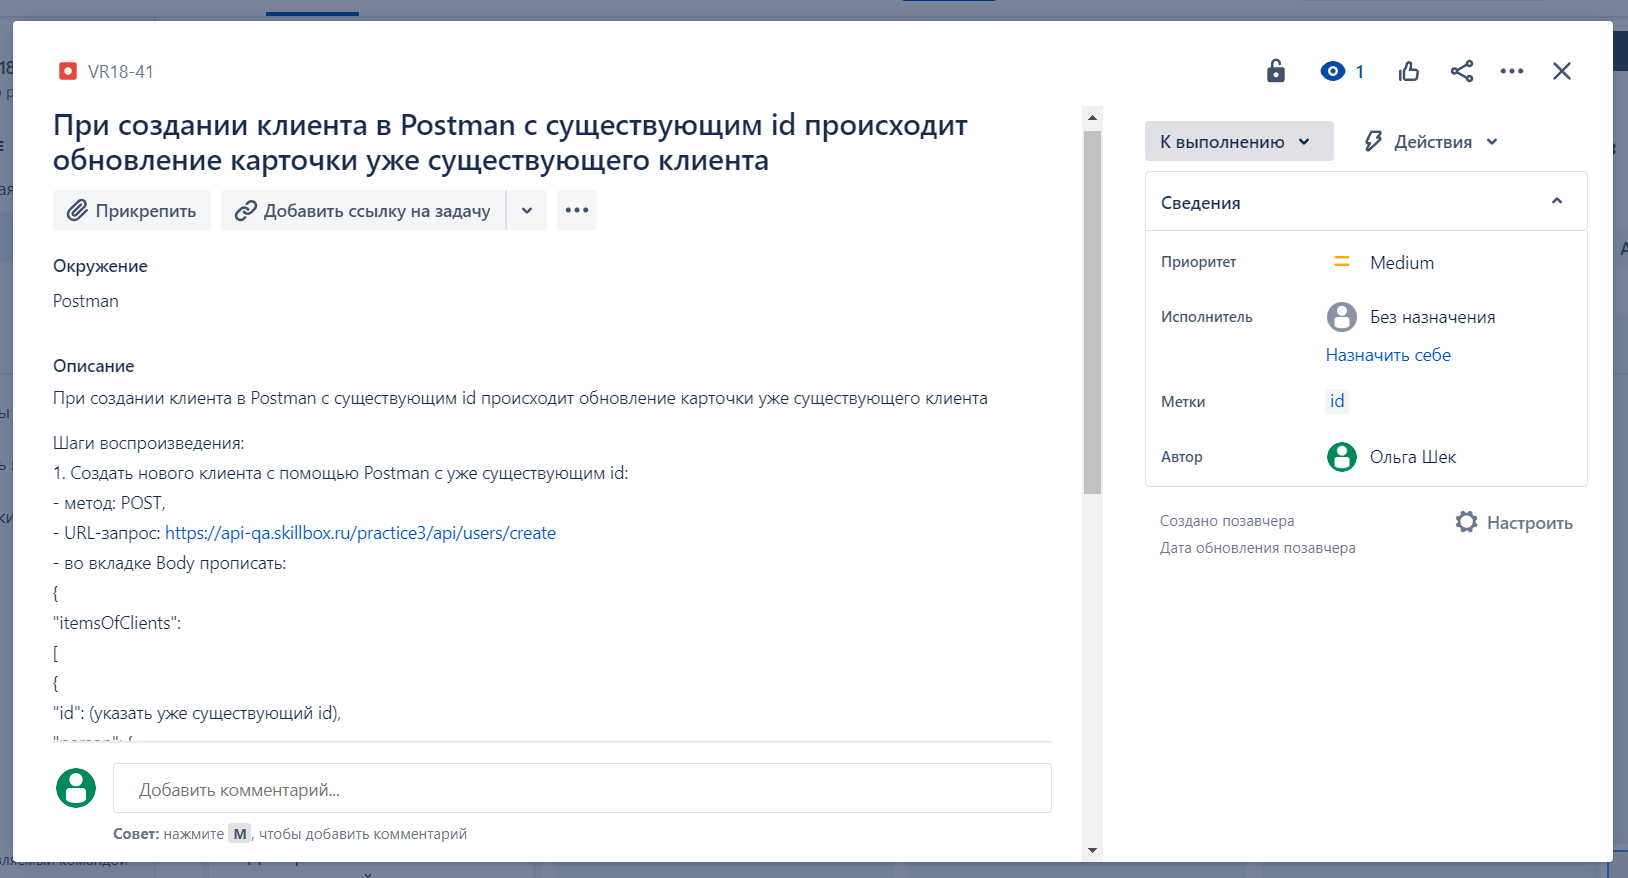 VR18-41
1
При создании клиента в Postman с существующим id происходит
обновление карточки уже существующего клиента
Прикрепить
Добавить ссылку на задачу
Окружение
Postman
Описание
При создании клиента в Postman с существующим id происходит обновление карточки уже существующего клиента
Шаги воспроизведения:
1. Создать нового клиента с помощью Postman с уже существующим id:
- метод: POST,
- URL-запрос: https://api-qa.skillbox.ru/practice3/api/users/create
- во вкладке Body прописать:
{
"itemsOfClients":
[
{
"id": (указать уже существующий id),
Добавить комментарий...
Совет: нажмите M, чтобы добавить комментарий
К выполнению
Действия
Сведения
Приоритет
Medium
Исполнитель
Без назначения
Назначить себе
Метки
id
Автор
Ольга Шек
Создано позавчера
Настроить
Дата обновления позавчера